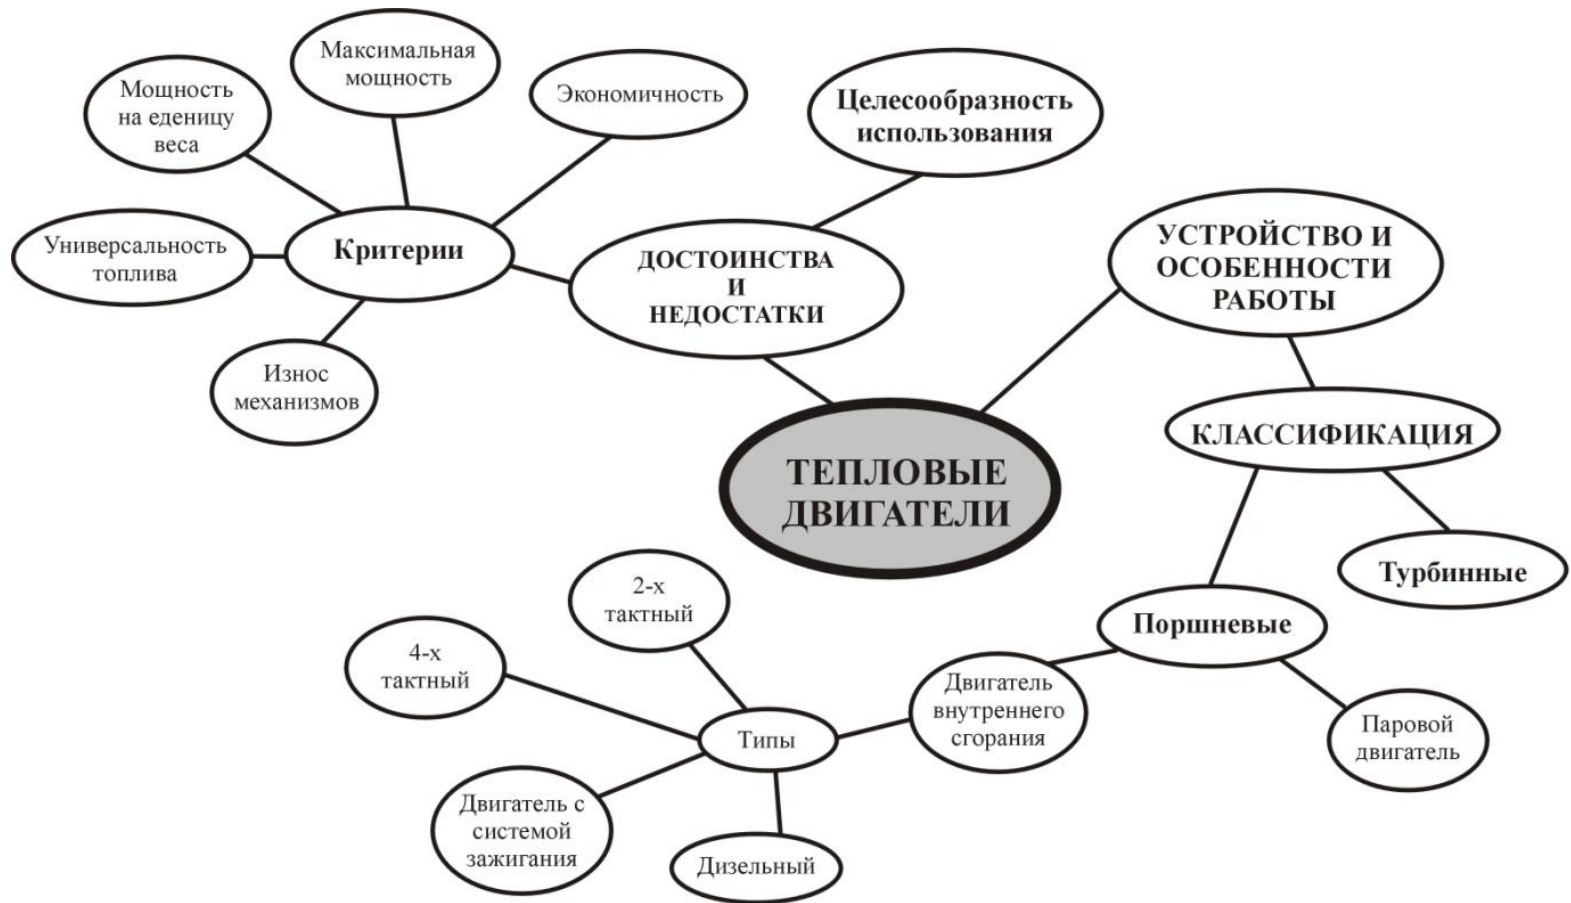 Максимальная
мощность
Мощность
на еденицу
веса
Экономичность
Целесообразность
использования
Универсальность
топлива
Критерии
ДОСТОИНСТВА
И
НЕДОСТАТКИ
УСТРОЙСТВО И
ОСОБЕННОСТИ
РАБОТЫ
Износ
механизмов
КЛАССИФИКАЦИЯ
ТЕПЛОВЫЕ
ДВИГАТЕЛИ
Турбинные
2-х
тактный
Поршневые
4-х
тактный
Двигатель
внутреннего
сгорания
Типы
Паровой
двигатель
Двигатель с
системой
зажигания
Дизельный